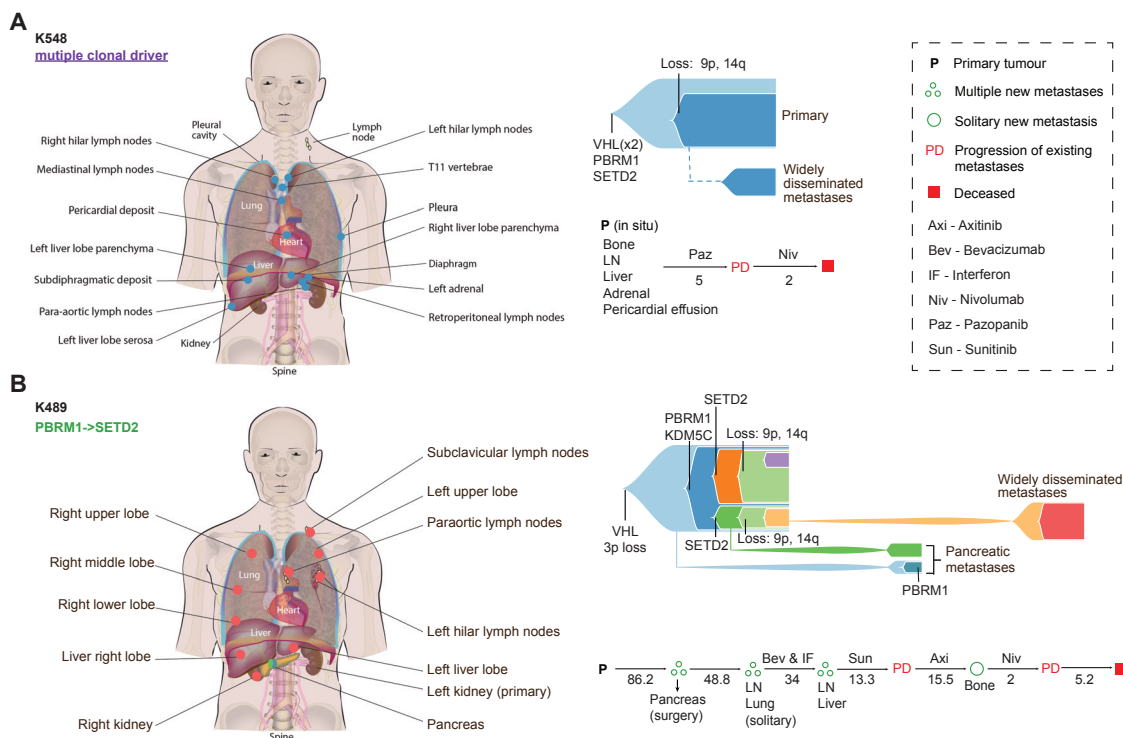 A
K548
mutiple clonal driver
Pleural
cavity
Lymph
node
Right hilar lymph nodes
Left hilar lymph nodes
Mediastinal lymph nodes
T11 vertebrae
Pericardial deposit
Lung
Pleura
Heart
Right liver lobe parenchyma
Left liver lobe parenchyma
Liver
Diaphragm
Subdiphragmatic deposit
Left adrenal
Para-aortic lymph nodes
Retroperitoneal lymph nodes
Left liver lobe serosa
Kidney
Spine
Loss: 9p, 14q
Primary
VHL(x2)
PBRM1
SETD2
Widely
disseminated
metastases
P (in situ)
Bone
LN
Liver
Adrenal
Pericardial effusion
Paz
5
PD
Niv
2
P Primary tumour
Multiple new metastases
Solitary new metastasis
PD Progression of existing
metastases
Deceased
Axi - Axitinib
Bev - Bevacizumab
IF - Interferon
Niv - Nivolumab
Paz - Pazopanib
Sun - Sunitinib
B
K489
PBRM1->SETD2
Subclavicular lymph nodes
Left upper lobe
Right upper lobe
Paraortic lymph nodes
Right middle lobe
Lung
Right lower lobe
Heart
Left hilar lymph nodes
Liver
Liver right lobe
Left liver lobe
Left kidney (primary)
Right kidney
Pancreas
Spine
SETD2
PBRM1
KDM5C
Loss: 9p, 14q
VHL
3p loss
SETD2
Loss: 9p, 14q
Widely disseminated
metastases
Pancreatic
metastases
PBRM1
P
86.2
Pancreas
(surgery)
48.8
LN
Lung
(solitary)
Bev & IF
34
LN
Liver
Sun
13.3
PD
Axi
15.5
Bone
Niv
2
PD
5.2